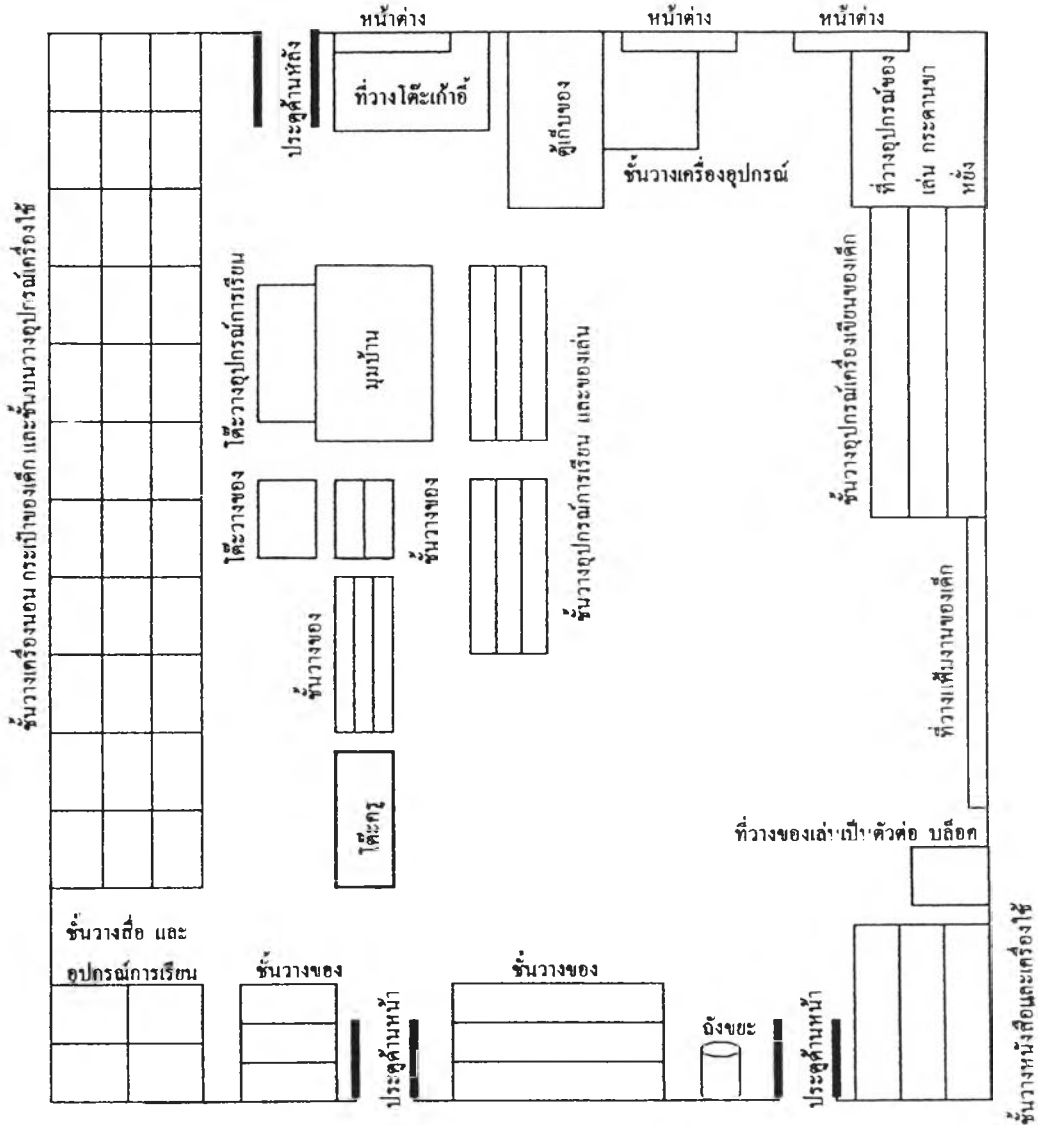 หน้าต่าง
หน้าต่าง
หน้าต่าง
ประตูด้านหลัง
ที่วางโต๊ะเก้าอี้
ตู้เก็บของ
ชั้นวางเครื่องอุปกรณ์
ที่วางอุปกรณ์ของ
เล่น กระดานขา
หยั่ง
ชั้นวางเครื่องนอน กระเป๋าของเด็ก และชั้นบนวางอุปกรณ์เครื่องใช้
โต๊ะวางอุปกรณ์การเรียน
มุมบ้าน
ชั้นวางอุปกรณ์การเรียน และของเล่น
ชั้นวางอุปกรณ์เครื่องเขียนของเด็ก
โต๊ะวางของ
ชั้นวางของ
ชั้นวางของ
ที่วางแฟ้มงานของเด็ก
โต๊ะครู
ที่วางของเล่นเป็นตัวต่อ บล็อค
ชั้นวางสื่อ และ
อุปกรณ์การเรียน
ชั้นวางของ
ชั้นวางของ
ประตูด้านหน้า
ถังขยะ
ประตูด้านหน้า
ชั้นวางหนังสือและเครื่องใช้